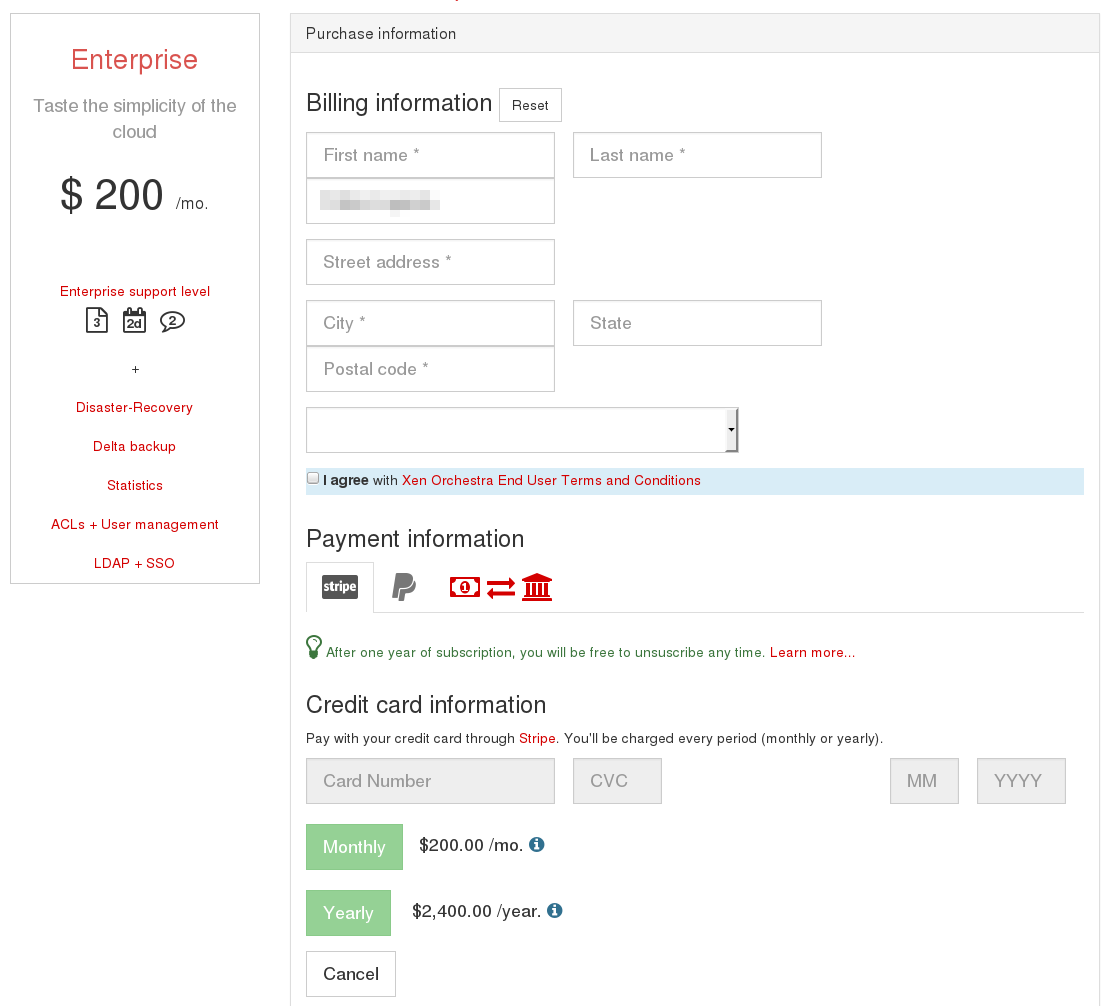 Enterprise
Taste the simplicity of the
cloud
$ 200 /mo.
Enterprise support level
3 2d 2
+
Disaster-Recovery
Delta backup
Statistics
ACLs + User management
LDAP + SSO
Purchase information
Billing information Reset
First name * Last name *
Street address *
City * State
Postal code *
I agree with Xen Orchestra End User Terms and Conditions
Payment information
stripe P 1
After one year of subscription, you will be free to unsuscribe any time. Learn more...
Credit card information
Pay with your credit card through Stripe. You'll be charged every period (monthly or yearly).
Card Number CVC MM YYYY
Monthly $200.00 /mo. i
Yearly $2,400.00 /year. i
Cancel